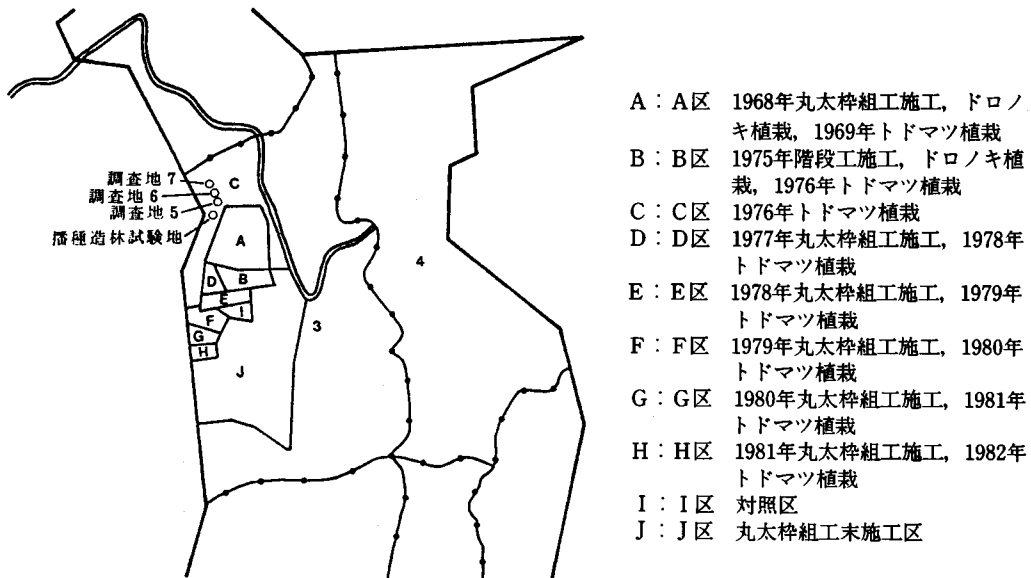 調査地7
調査地6
調査地5
播種造林試験地
C
A
D
B
E
I
F
G
H
J
3
4
A：A区 1968年丸太枠組工施工，ドロノ
キ植栽，1969年トドマツ植栽
B：B区 1975年階段工施工，ドロノキ植
栽，1976年トドマツ植栽
C：C区 1976年トドマツ植栽
D：D区 1977年丸太枠組工施工，1978年
トドマツ植栽
E：E区 1978年丸太枠組工施工，1979年
トドマツ植栽
F：F区 1979年丸太枠組工施工，1980年
トドマツ植栽
G：G区 1980年丸太枠組工施工，1981年
トドマツ植栽
H：H区 1981年丸太枠組工施工，1982年
トドマツ植栽
I：I区 対照区
J：J区 丸太枠組工末施工区